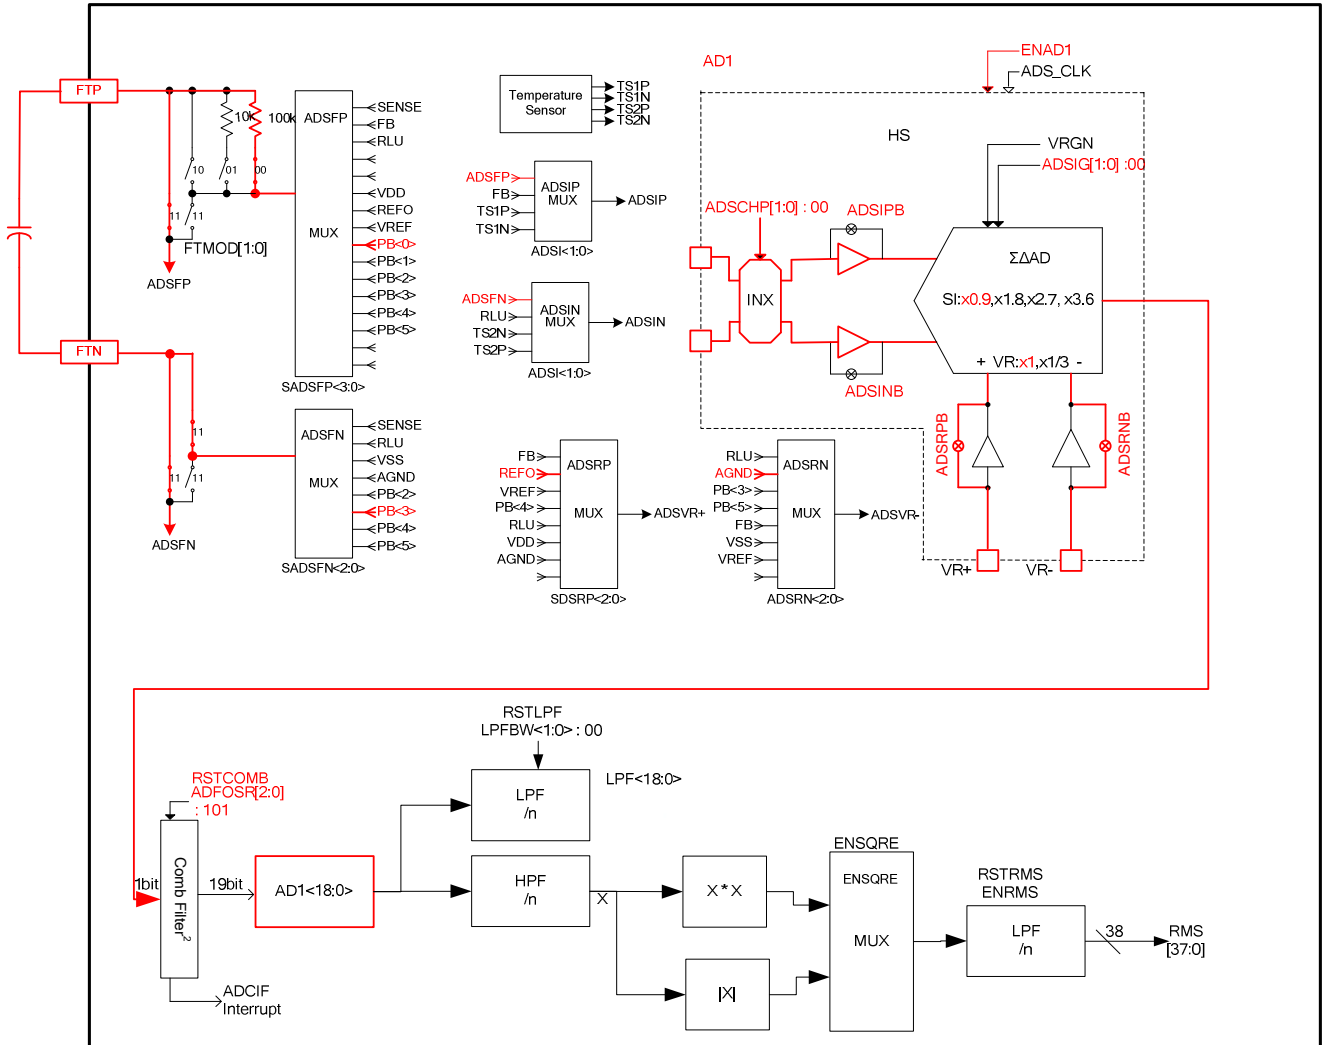 FTP
10k
100k
10
01
00
11
11
FTMOD[1:0]
ADSFP
ADSFP
MUX
SENSE
FB
RLU
VDD
REFO
VREF
PB<0>
PB<1>
PB<2>
PB<3>
PB<4>
PB<5>
SADSFP<3:0>
FTN
11
11
11
ADSFN
ADSFN
MUX
SENSE
RLU
VSS
AGND
PB<2>
PB<3>
PB<4>
PB<5>
SADSFN<2:0>
Temperature
Sensor
TS1P
TS1N
TS2P
TS2N
ADSFP
FB
TS1P
TS1N
ADSIP
MUX
ADSIP
ADSI<1:0>
ADSFN
RLU
TS2N
TS2P
ADSIN
MUX
ADSIN
ADSI<1:0>
FB
REFO
VREF
PB<4>
RLU
VDD
AGND
ADSRP
MUX
ADSVR+
SDSRP<2:0>
RLU
AGND
PB<3>
PB<5>
FB
VSS
VREF
ADSRN
MUX
ADSVR-
ADSRN<2:0>
AD1
ENAD1
ADS_CLK
HS
VRGN
ADSIG[1:0] :00
ADSCHP[1:0] : 00
ADSIPB
INX
ADSINB
ΣΔAD
SI:x0.9,x1.8,x2.7, x3.6
+ VR:x1,x1/3 -
ADSRPB
ADSRNB
VR+
VR-
RSTLPF
LPFBW<1:0> : 00
LPF<18:0>
LPF
/n
RSTCOMB
ADFOSR[2:0]
: 101
1bit
Comb Filter²
19bit
AD1<18:0>
HPF
/n
X
X * X
|X|
ENSQRE
ENSQRE
MUX
RSTRMS
ENRMS
LPF
/n
38
RMS
[37:0]
ADCIF
Interrupt